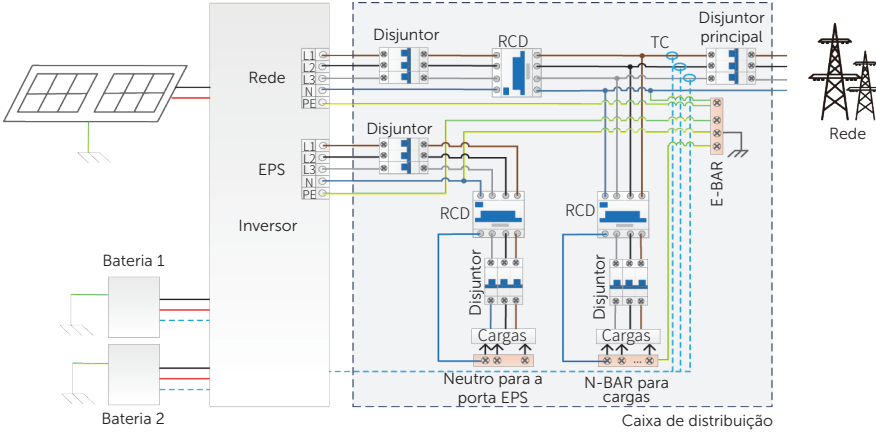 Disjuntor
RCD
TC
Disjuntor
principal
Rede
L1
L2
L3
N
PE
Rede
Disjuntor
EPS
L1
L2
L3
N
PE
E-BAR
Inversor
RCD
RCD
Bateria 1
Disjuntor
Disjuntor
Cargas
Cargas
...
Neutro para a
porta EPS
N-BAR para
cargas
Bateria 2
Caixa de distribuição